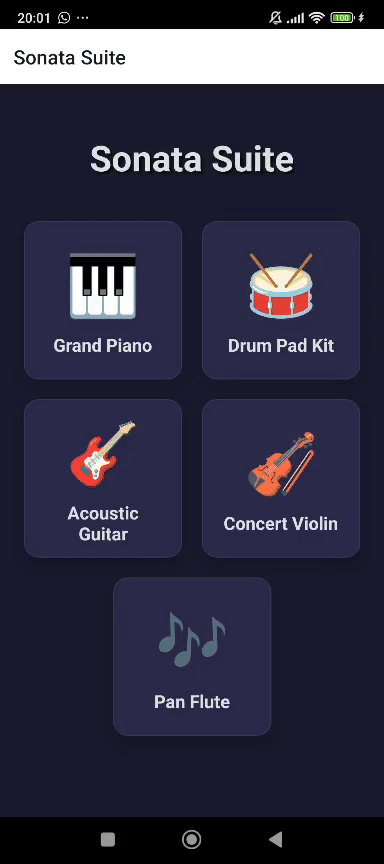 20:01
100
Sonata Suite
Sonata Suite
Grand Piano
Drum Pad Kit
Acoustic
Guitar
Concert Violin
Pan Flute